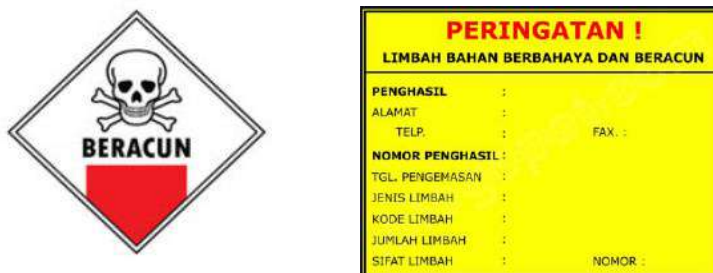 BERACUN
PERINGATAN !
LIMBAH BAHAN BERBAHAYA DAN BERACUN
PENGHASIL :
ALAMAT :
TELP. : FAX. :
NOMOR PENGHASIL :
TGL. PENGEMASAN :
JENIS LIMBAH :
KODE LIMBAH :
JUMLAH LIMBAH :
SIFAT LIMBAH : NOMOR :